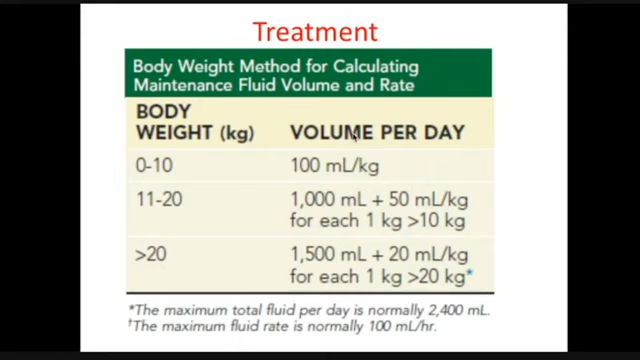 Treatment
Body Weight Method for Calculating
Maintenance Fluid Volume and Rate
BODY
WEIGHT (kg) VOLUME PER DAY
0-10 100 mL/kg
11-20 1,000 mL + 50 mL/kg
for each 1 kg >10 kg
>20 1,500 mL + 20 mL/kg
for each 1 kg >20 kg*
*The maximum total fluid per day is normally 2,400 mL.
†The maximum fluid rate is normally 100 mL/hr.